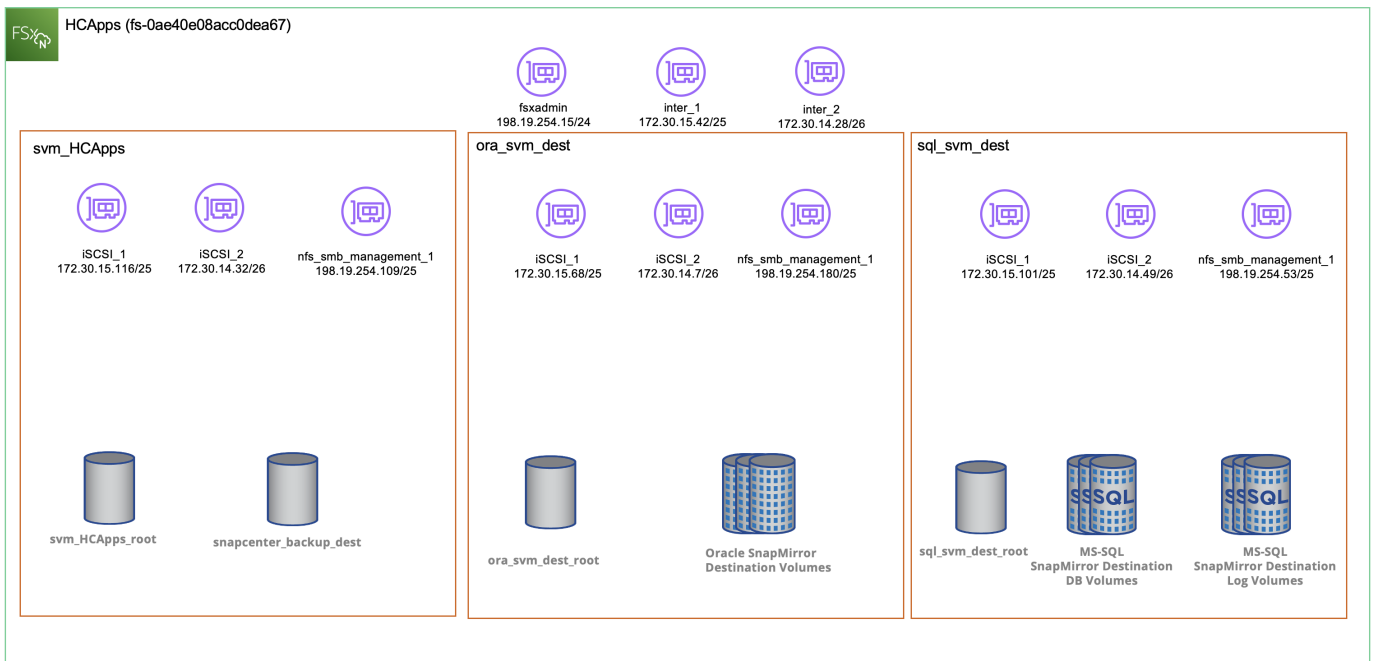 FSx
N
HCApps (fs-0ae40e08acc0dea67)
fsxadmin
198.19.254.15/24
inter_1
172.30.15.42/25
inter_2
172.30.14.28/26
svm_HCApps
iSCSI_1
172.30.15.116/25
iSCSI_2
172.30.14.32/26
nfs_smb_management_1
198.19.254.109/25
svm_HCApps_root
snapcenter_backup_dest
ora_svm_dest
iSCSI_1
172.30.15.68/25
iSCSI_2
172.30.14.7/26
nfs_smb_management_1
198.19.254.180/25
ora_svm_dest_root
Oracle SnapMirror
Destination Volumes
sql_svm_dest
iSCSI_1
172.30.15.101/25
iSCSI_2
172.30.14.49/26
nfs_smb_management_1
198.19.254.53/25
sql_svm_dest_root
S S SQL
MS-SQL
SnapMirror Destination
DB Volumes
S S SQL
MS-SQL
SnapMirror Destination
Log Volumes